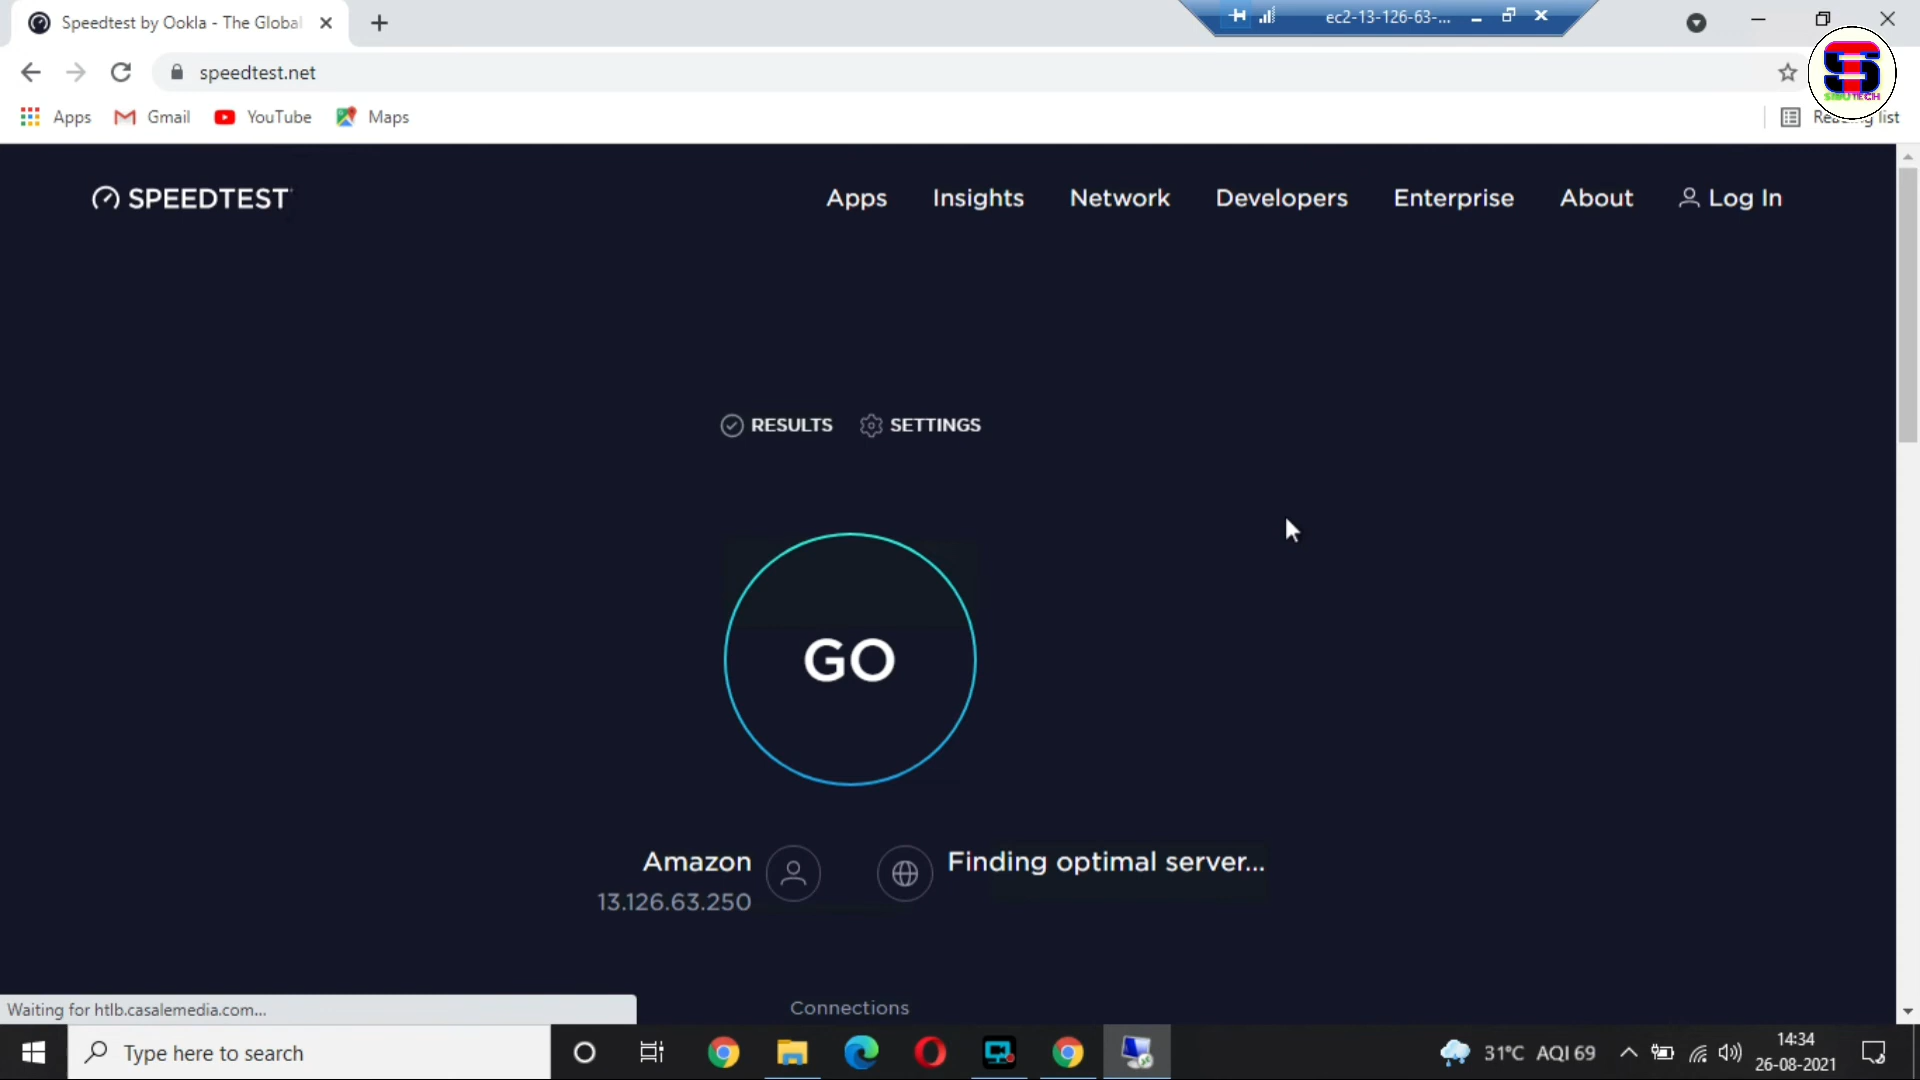 Speedtest by Ookla - The Global
ec2-13-126-63-...
speedtest.net
Apps
Gmail
YouTube
Maps
list
SPEEDTEST
Apps
Insights
Network
Developers
Enterprise
About
Log In
RESULTS
SETTINGS
GO
Amazon
13.126.63.250
Finding optimal server...
Connections
Waiting for htlb.casalemedia.com...
Type here to search
31°C AQI 69
14:34
26-08-2021